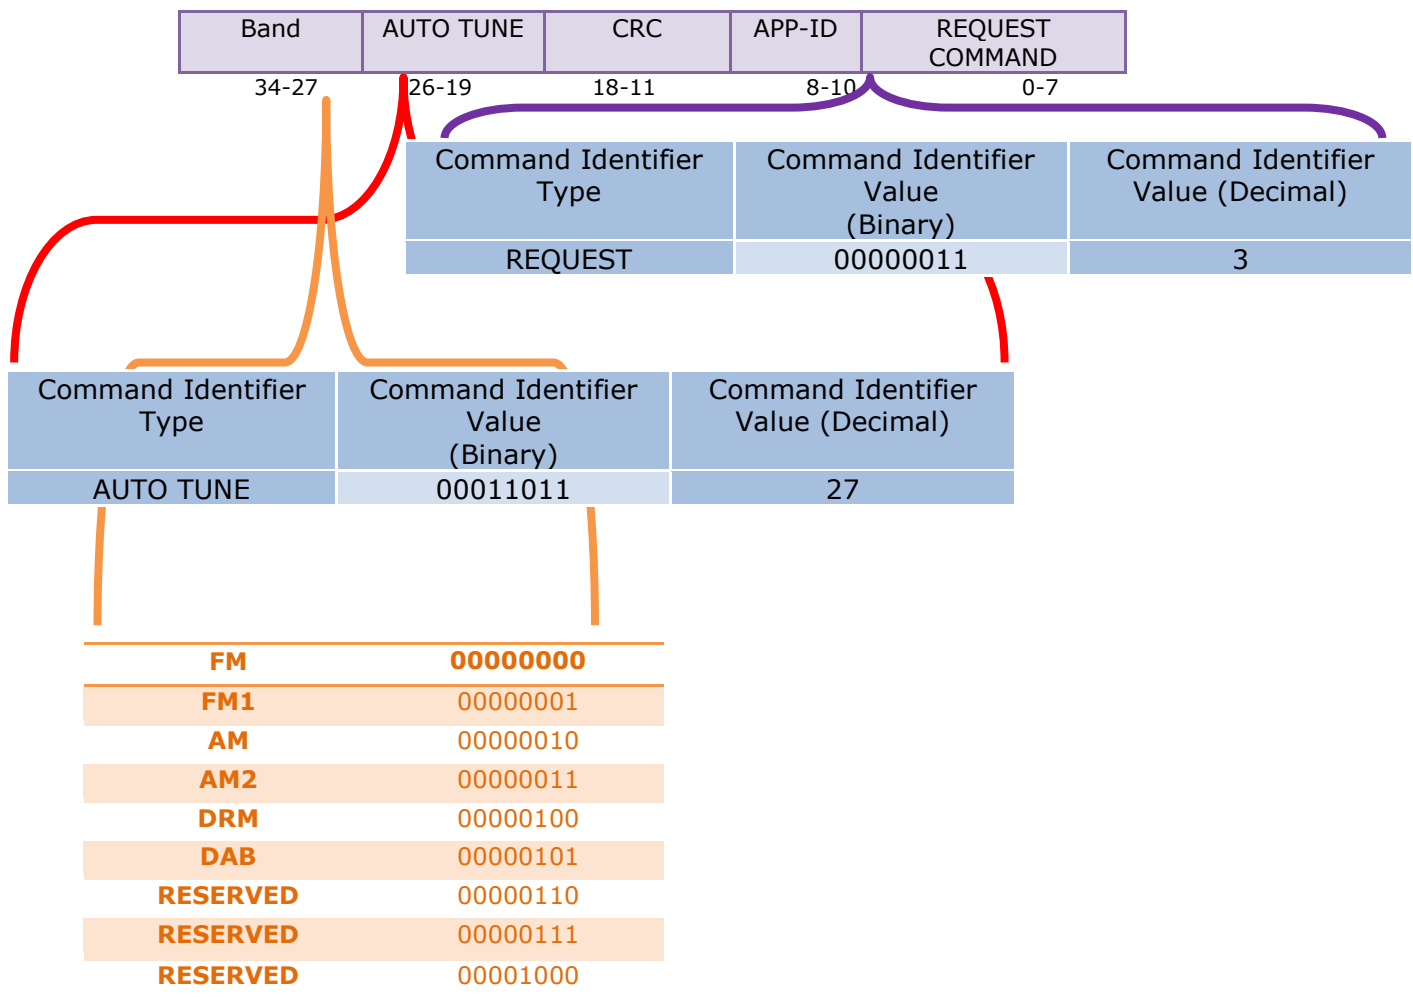 Band AUTO TUNE CRC APP-ID REQUEST
COMMAND
34-27 26-19 18-11 8-10 0-7
Command Identifier Command Identifier Command Identifier
Type Value Value (Decimal)
(Binary)
REQUEST 00000011 3
Command Identifier Command Identifier Command Identifier
Type Value Value (Decimal)
(Binary)
AUTO TUNE 00011011 27
FM 00000000
FM1 00000001
AM 00000010
AM2 00000011
DRM 00000100
DAB 00000101
RESERVED 00000110
RESERVED 00000111
RESERVED 00001000